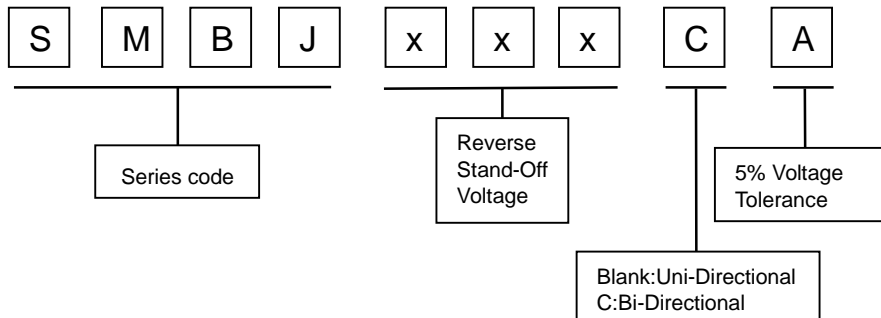 S M B J x x x C A
Series code
Reverse
Stand-Off
Voltage
5% Voltage
Tolerance
Blank:Uni-Directional
C:Bi-Directional